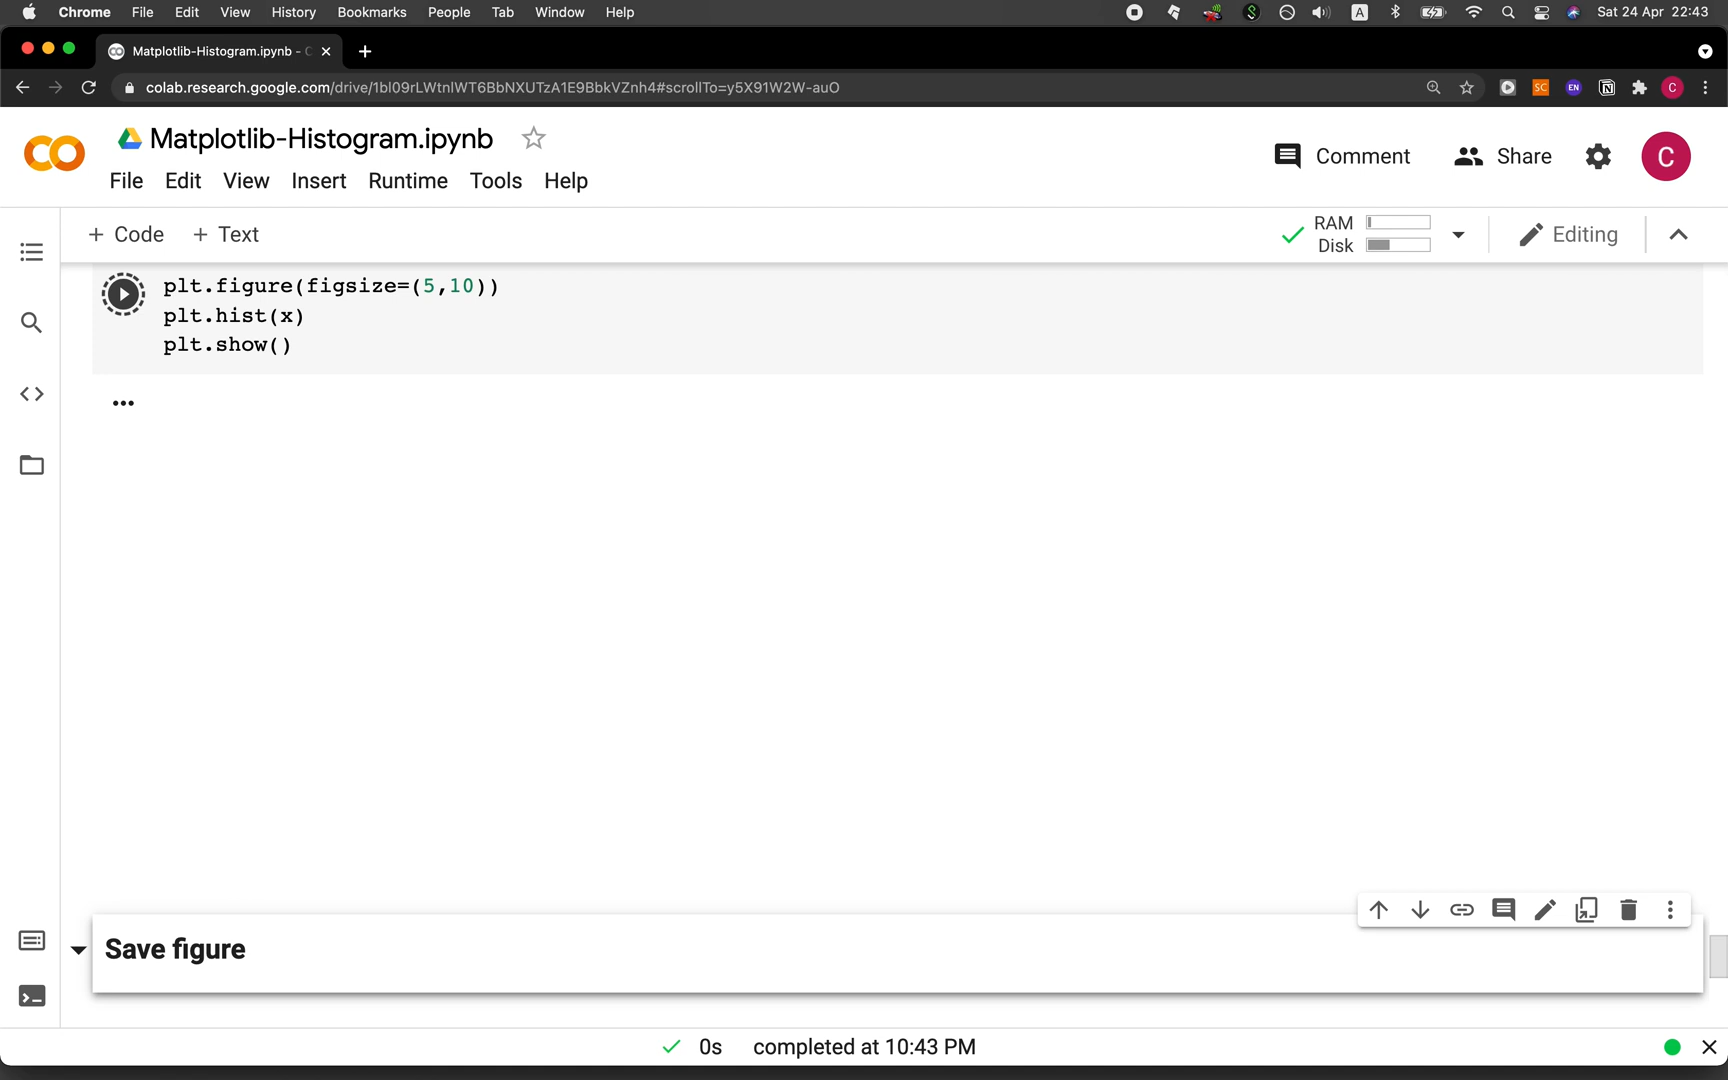 Chrome File Edit View History Bookmarks People Tab Window Help A Sat 24 Apr 22:43
Matplotlib-Histogram.ipynb - C
colab.research.google.com/drive/1bl09rLWtnlWT6BbNXUTzA1E9BbkVZnh4#scrollTo=y5X91W2W-auO SC EN N C
Matplotlib-Histogram.ipynb
Comment Share C
File Edit View Insert Runtime Tools Help
+ Code + Text RAM Disk Editing
plt.figure(figsize=(5,10))
plt.hist(x)
plt.show()
...
Save figure
0s completed at 10:43 PM